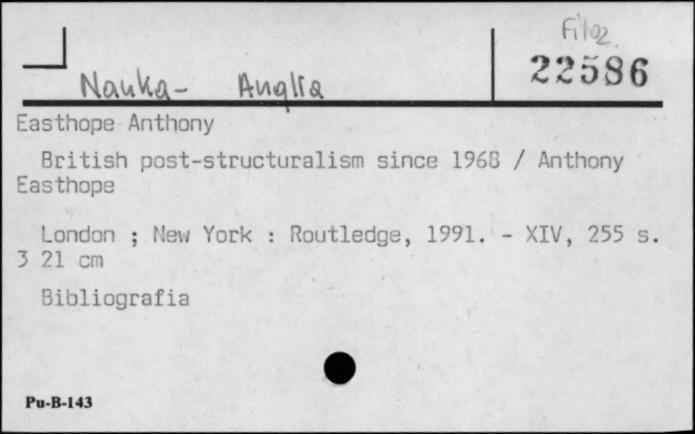 Filoz.
22586
Nauka- Anglia
Easthope Anthony
British post-structuralism since 1968 / Anthony
Easthope
London ; New York : Routledge, 1991. - XIV, 255 s.
3 21 cm
Bibliografia
Pu-B-143